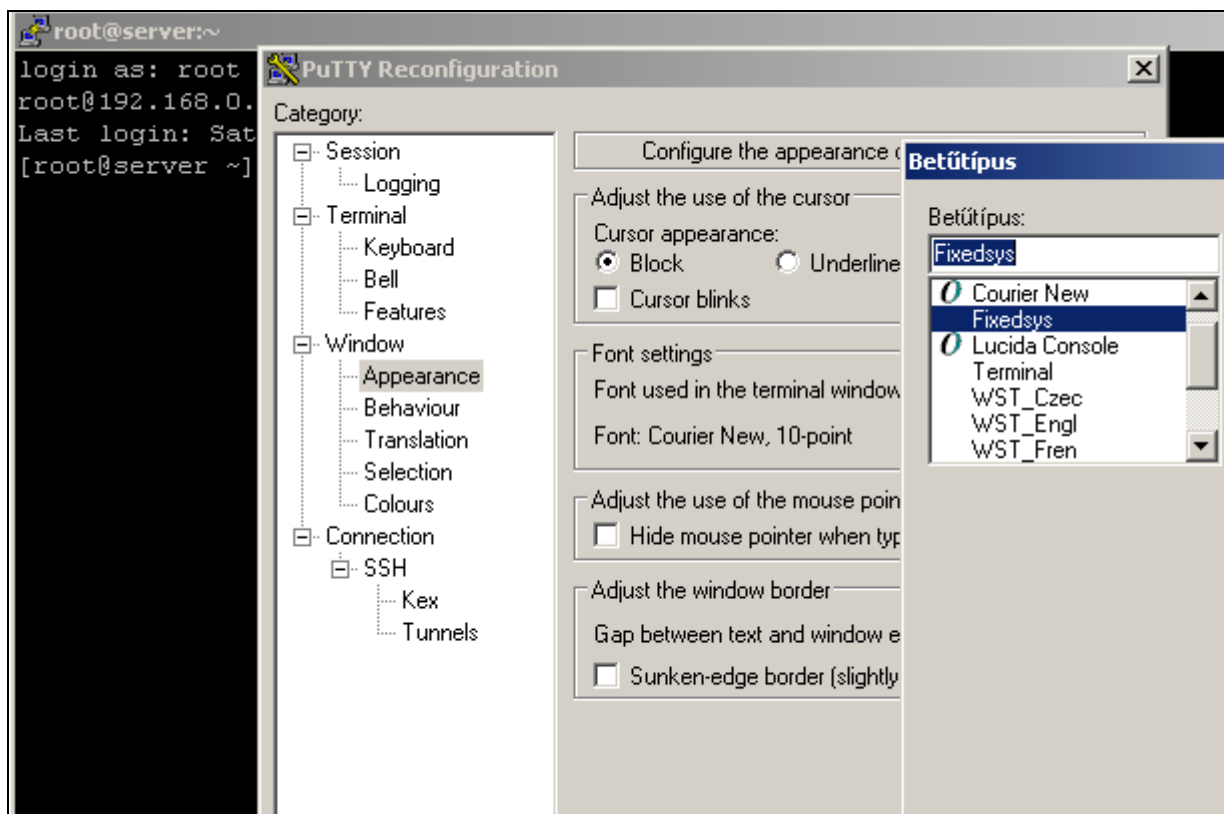 root@server:~
login as: root
root@192.168.0.
Last login: Sat
[root@server ~]
PuTTY Reconfiguration
Category:
Session
Logging
Terminal
Keyboard
Bell
Features
Window
Appearance
Behaviour
Translation
Selection
Colours
Connection
SSH
Kex
Tunnels
Configure the appearance
Adjust the use of the cursor
Cursor appearance:
Block
Underline
Cursor blinks
Font settings
Font used in the terminal window
Font: Courier New, 10-point
Adjust the use of the mouse poin
Hide mouse pointer when typ
Adjust the window border
Gap between text and window e
Sunken-edge border (slightly
Betűtípus
Betűtípus:
Fixedsys
Courier New
Fixedsys
Lucida Console
Terminal
WST_Czec
WST_Engl
WST_Fren